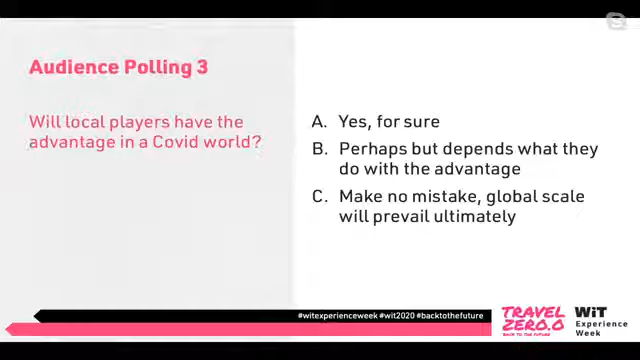 Audience Polling 3
Will local players have the
advantage in a Covid world?
A. Yes, for sure
B. Perhaps but depends what they
do with the advantage
C. Make no mistake, global scale
will prevail ultimately
#witexperienceweek #wit2020 #backtothefuture
TRAVEL
ZERO.O
BACK TO THE FUTURE
WiT
Experience
Week